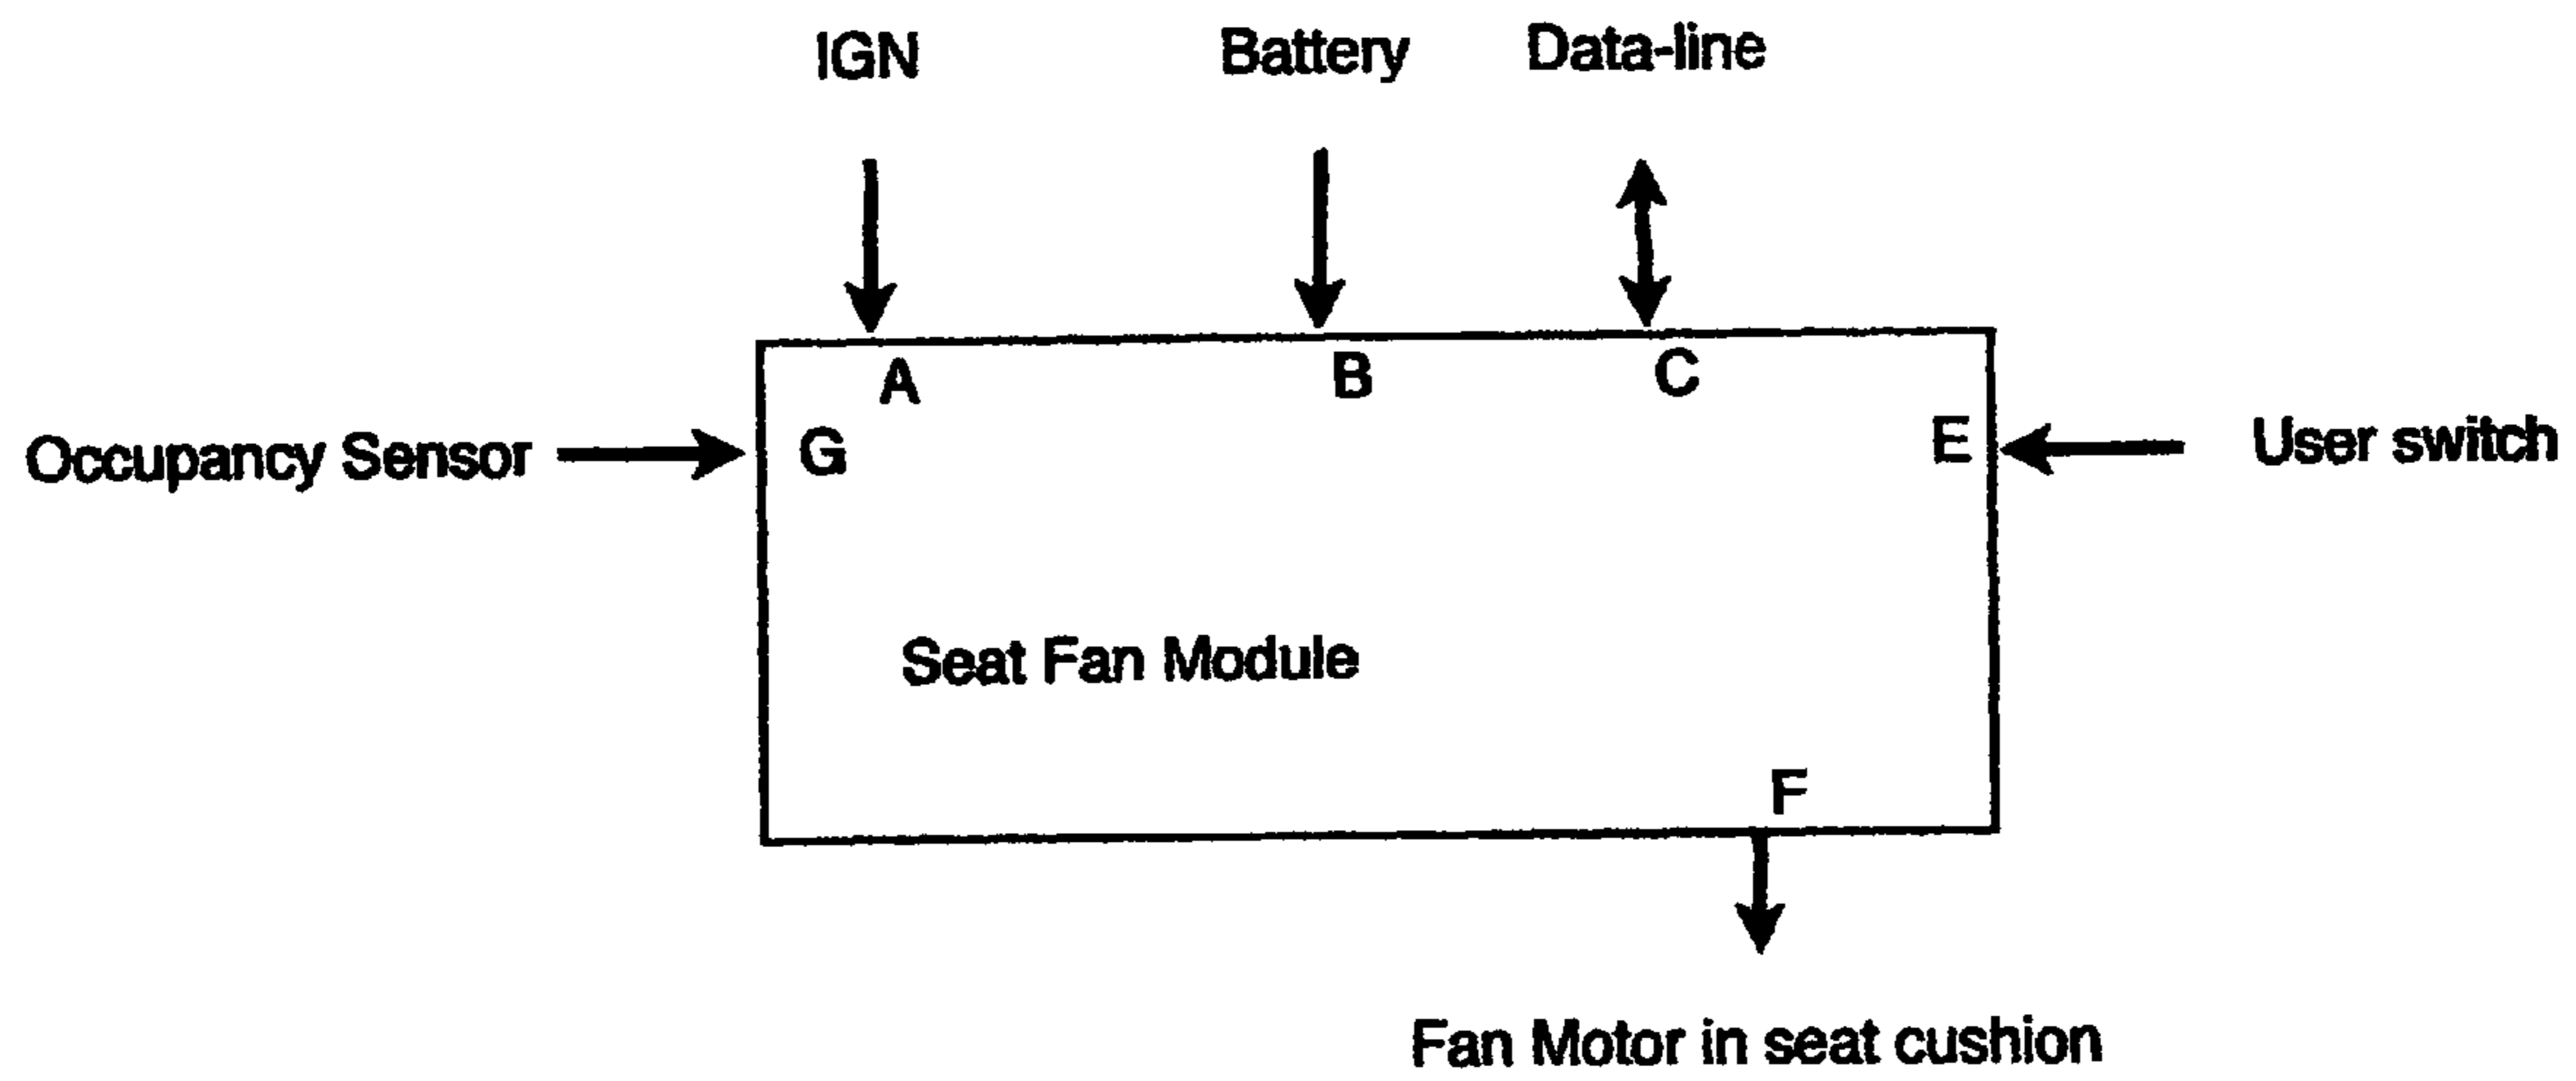 IGN
Battery
Data-line
A
B
C
Occupancy Sensor
G
E
User switch
Seat Fan Module
F
Fan Motor in seat cushion